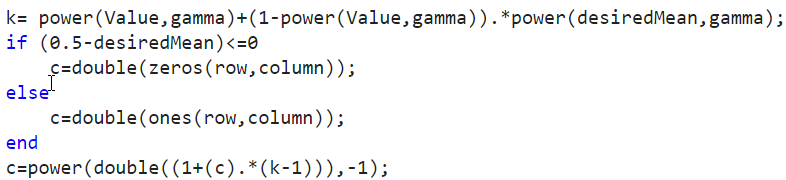 k= power(Value,gamma)+(1-power(Value,gamma)).*power(desiredMean,gamma);
if (0.5-desiredMean)<=0
    c=double(zeros(row,column));
else
    c=double(ones(row,column));
end
c=power(double((1+(c).*(k-1))),-1);